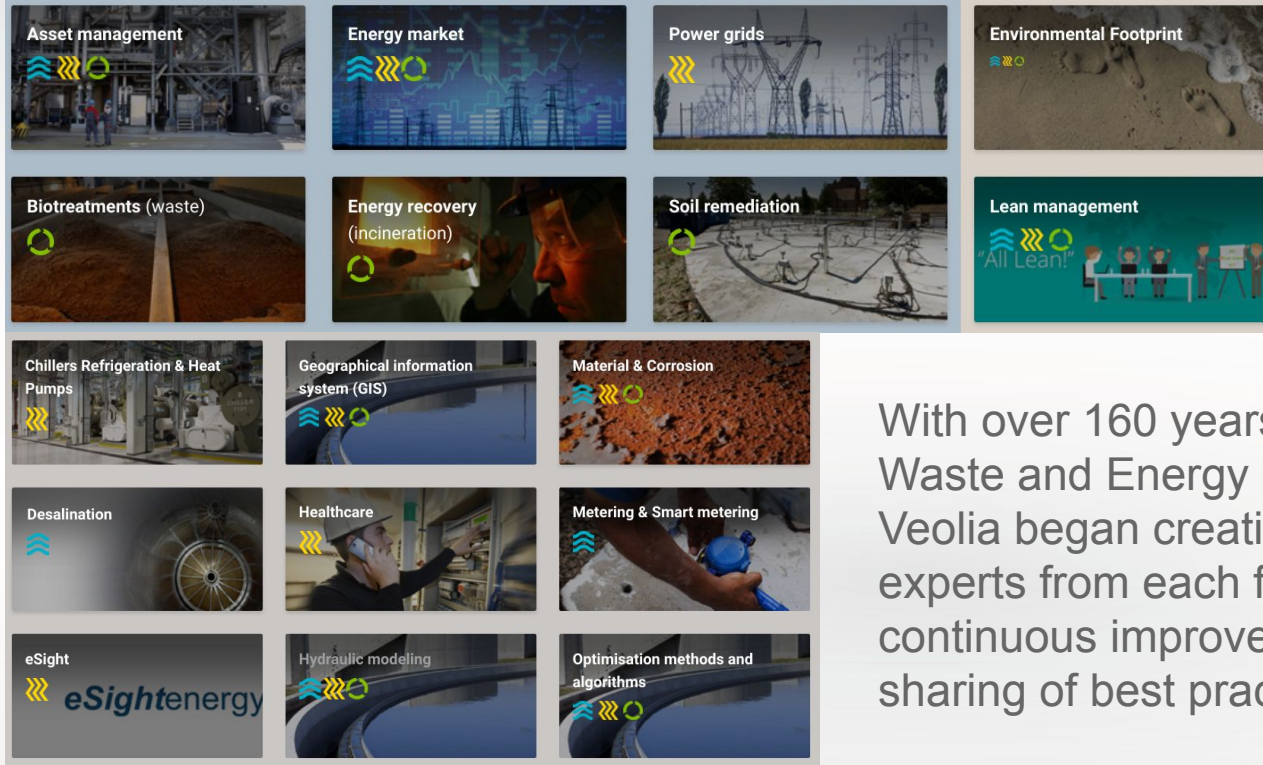 Asset management
Energy market
Power grids
Environmental Footprint
Biotreatments (waste)
Energy recovery
(incineration)
Soil remediation
Lean management
"All Lean!"
Chillers Refrigeration & Heat
Pumps
Geographical information
system (GIS)
Material & Corrosion
Desalination
Healthcare
Metering & Smart metering
eSight
eSightenergy
Hydraulic modeling
Optimisation methods and
algorithms
With over 160 years
Waste and Energy
Veolia began creati
experts from each f
continuous improve
sharing of best prac